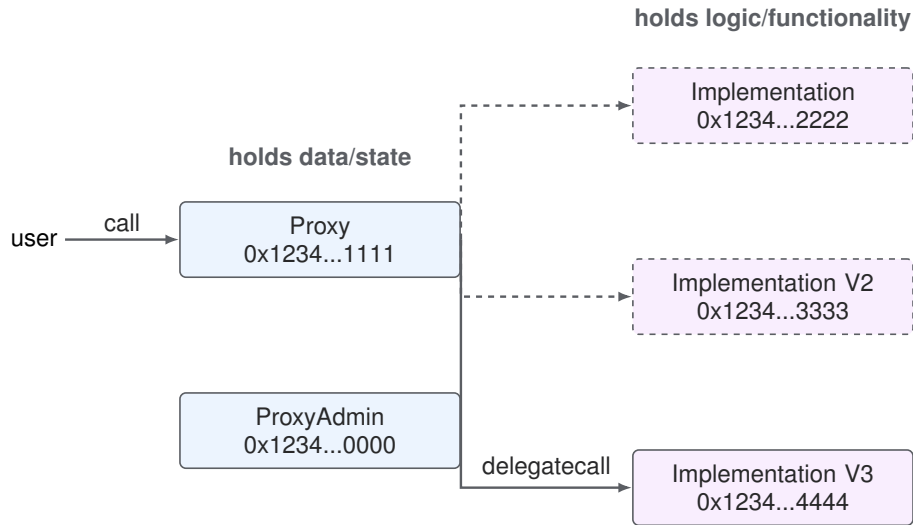 holds logic/functionality
Implementation
0x1234...2222
holds data/state
user
call
Proxy
0x1234...1111
Implementation V2
0x1234...3333
ProxyAdmin
0x1234...0000
delegatecall
Implementation V3
0x1234...4444